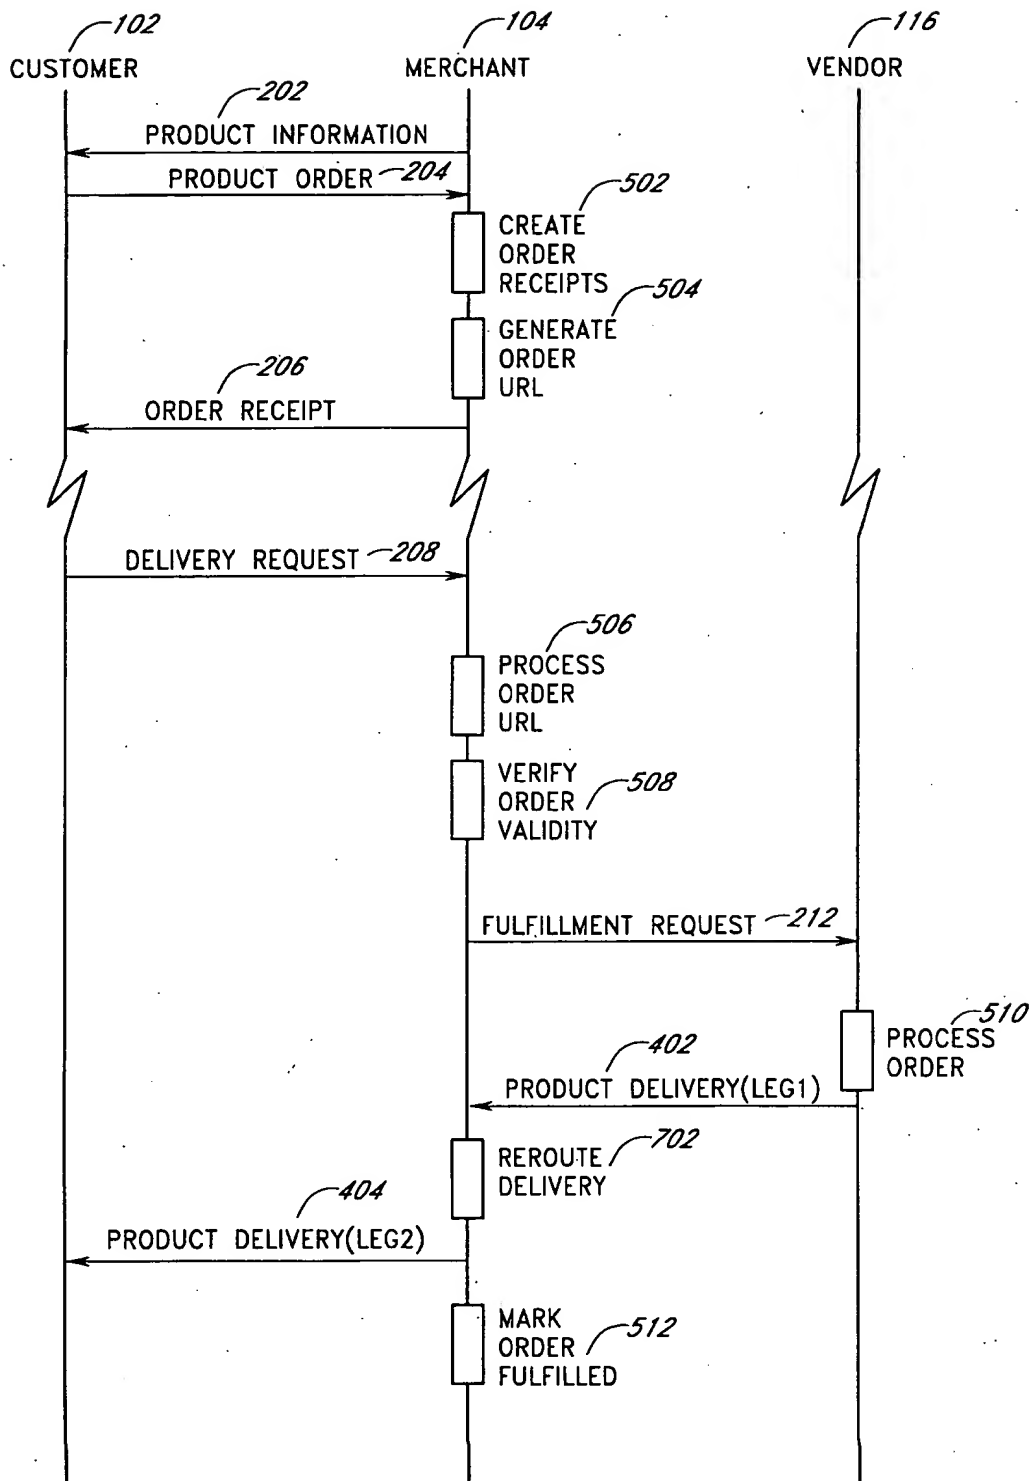 102
104
116
CUSTOMER
MERCHANT
VENDOR
202
PRODUCT INFORMATION
PRODUCT ORDER 204
502
CREATE
ORDER
RECEIPTS
504
GENERATE
ORDER
URL
206
ORDER RECEIPT
DELIVERY REQUEST 208
506
PROCESS
ORDER
URL
VERIFY
ORDER
VALIDITY
508
FULFILLMENT REQUEST 212
510
PROCESS
ORDER
402
PRODUCT DELIVERY(LEG1)
702
REROUTE
DELIVERY
404
PRODUCT DELIVERY(LEG2)
MARK
ORDER
FULFILLED
512